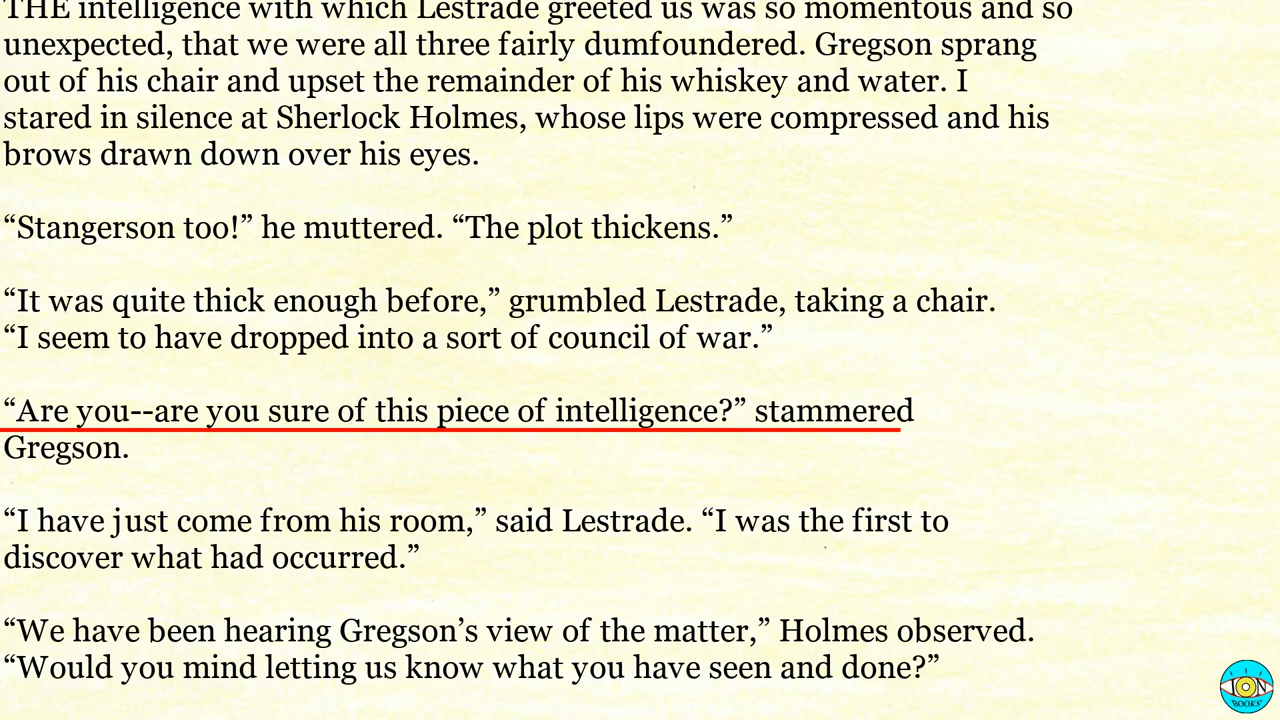 THE intelligence with which Lestrade greeted us was so momentous and so
unexpected, that we were all three fairly dumfoundered. Gregson sprang
out of his chair and upset the remainder of his whiskey and water. I
stared in silence at Sherlock Holmes, whose lips were compressed and his
brows drawn down over his eyes.
“Stangerson too!” he muttered. “The plot thickens.”
“It was quite thick enough before,” grumbled Lestrade, taking a chair.
“I seem to have dropped into a sort of council of war.”
“Are you--are you sure of this piece of intelligence?” stammered
Gregson.
“I have just come from his room,” said Lestrade. “I was the first to
discover what had occurred.”
“We have been hearing Gregson’s view of the matter,” Holmes observed.
“Would you mind letting us know what you have seen and done?”
ION
BOOKS